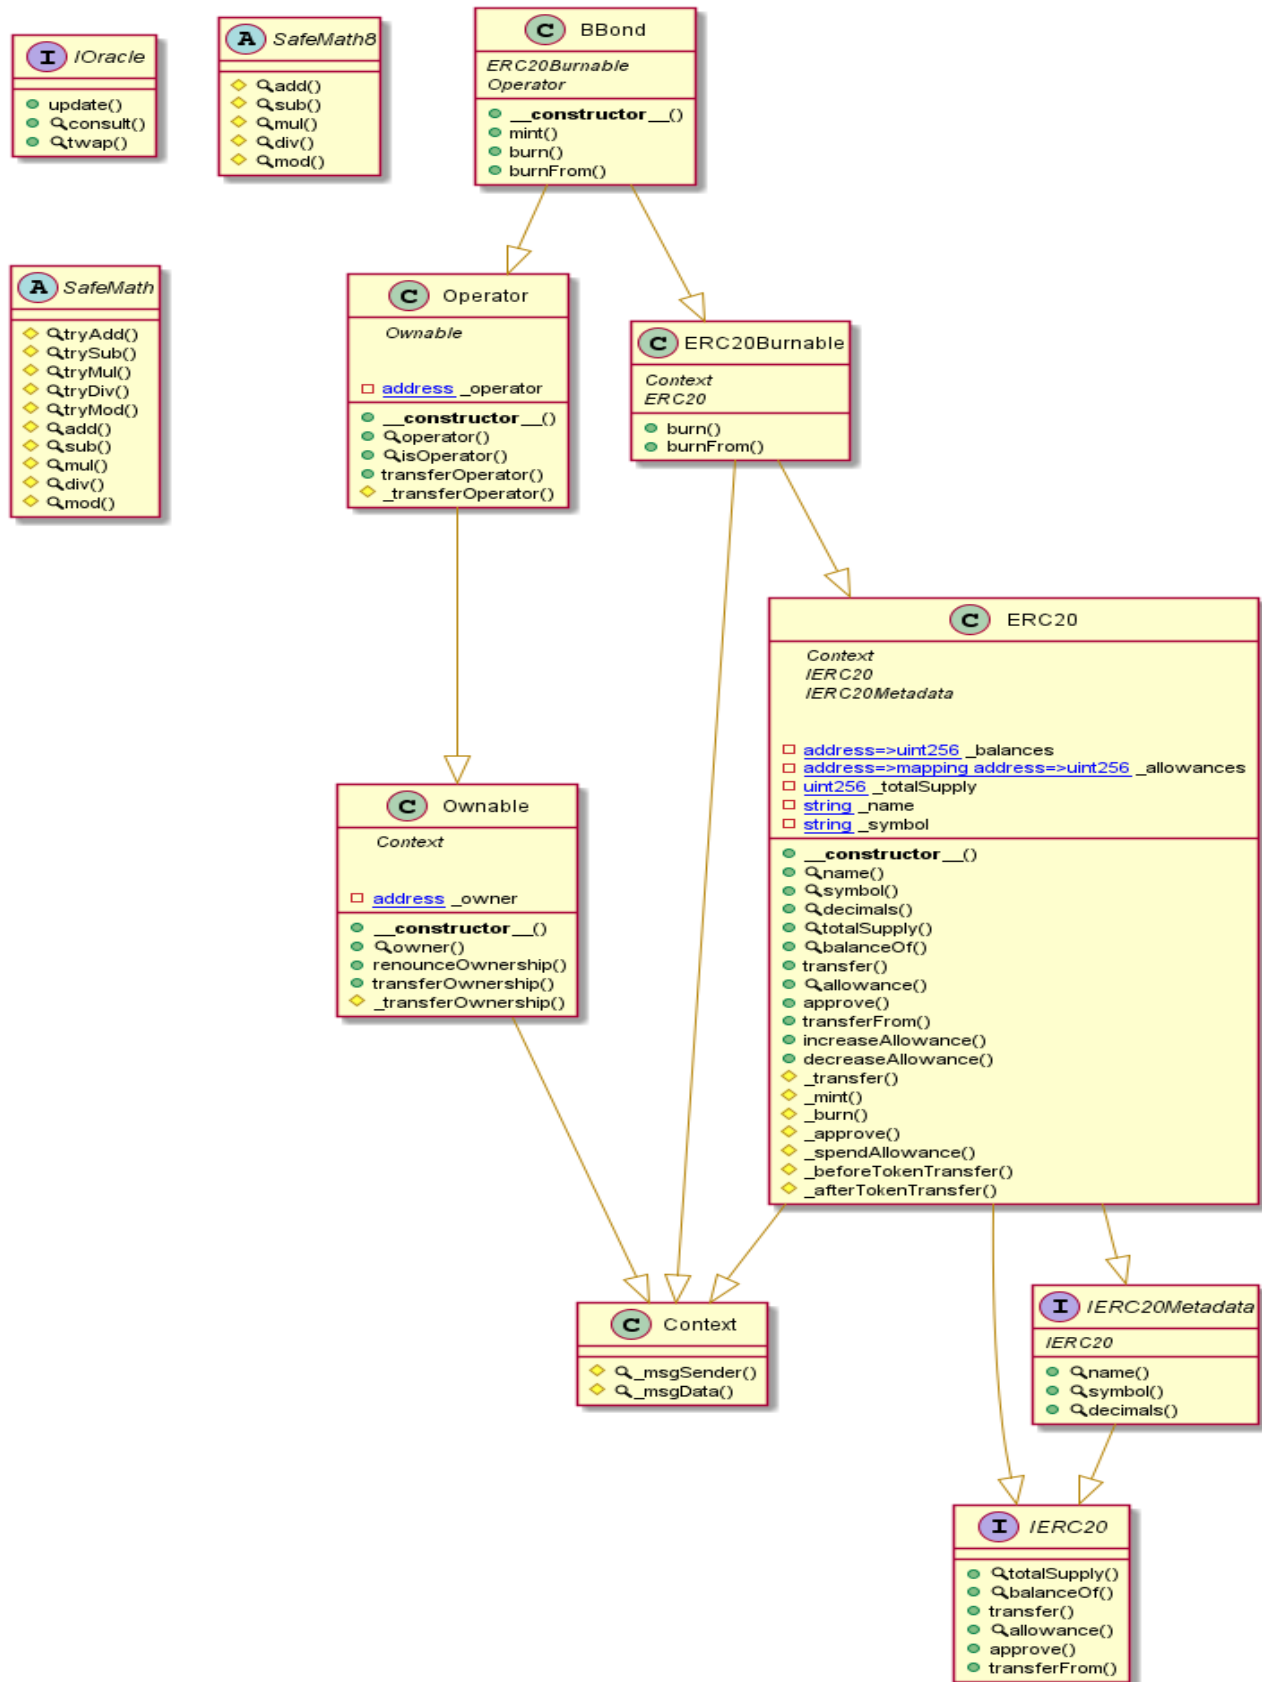 I IOracle
update()
consult()
twap()
A SafeMath8
add()
sub()
mul()
div()
mod()
C BBond
ERC20Burnable
Operator
__constructor__()
mint()
burn()
burnFrom()
A SafeMath
tryAdd()
trySub()
tryMul()
tryDiv()
tryMod()
add()
sub()
mul()
div()
mod()
C Operator
Ownable
address _operator
__constructor__()
operator()
isOperator()
transferOperator()
_transferOperator()
C ERC20Burnable
Context
ERC20
burn()
burnFrom()
C ERC20
Context
IERC20
IERC20Metadata
address=>uint256 _balances
address=>mapping address=>uint256 _allowances
uint256 _totalSupply
string _name
string _symbol
__constructor__()
name()
symbol()
decimals()
totalSupply()
balanceOf()
transfer()
allowance()
approve()
transferFrom()
increaseAllowance()
decreaseAllowance()
_transfer()
_mint()
_burn()
_approve()
_spendAllowance()
_beforeTokenTransfer()
_afterTokenTransfer()
C Ownable
Context
address _owner
__constructor__()
owner()
renounceOwnership()
transferOwnership()
_transferOwnership()
C Context
_msgSender()
_msgData()
I IERC20Metadata
IERC20
name()
symbol()
decimals()
I IERC20
totalSupply()
balanceOf()
transfer()
allowance()
approve()
transferFrom()